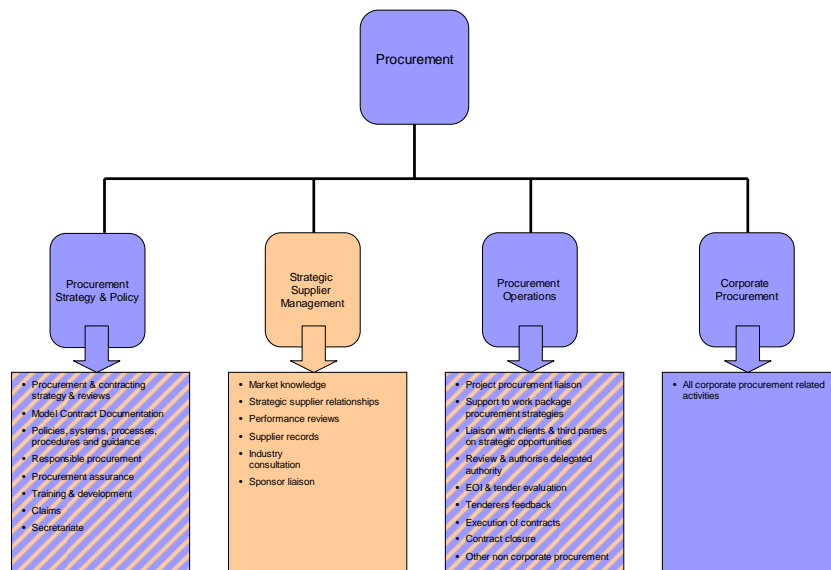 Procurement
Procurement
Strategy & Policy
Strategic
Supplier
Management
Procurement
Operations
Corporate
Procurement
• Procurement & contracting
strategy & reviews
• Model Contract Documentation
• Policies, systems, processes,
procedures and guidance
• Responsible procurement
• Procurement assurance
• Training & development
• Claims
• Secretariate
• Market knowledge
• Strategic supplier relationships
• Performance reviews
• Supplier records
• Industry
consultation
• Sponsor liaison
• Project procurement liaison
• Support to work package
procurement strategies
• Liaison with clients & third parties
on strategic opportunities
• Review & authorise delegated
authority
• EOI & tender evaluation
• Tenderers feedback
• Execution of contracts
• Contract closure
• Other non corporate procurement
• All corporate procurement related
activities